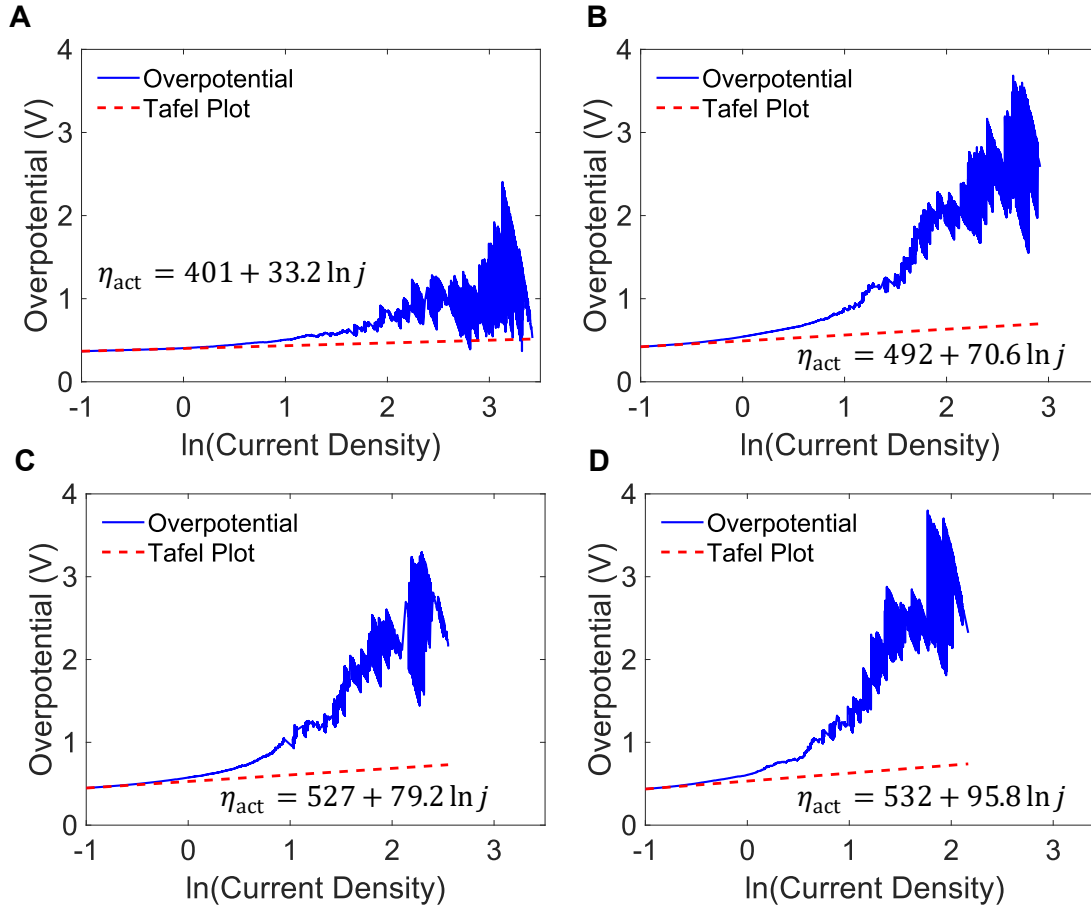 A
4
3
2
1
0
Overpotential (V)
Overpotential
Tafel Plot
η_act = 401 + 33.2 ln j
-1 0 1 2 3
ln(Current Density)
B
4
3
2
1
0
Overpotential (V)
Overpotential
Tafel Plot
η_act = 492 + 70.6 ln j
-1 0 1 2 3
ln(Current Density)
C
4
3
2
1
0
Overpotential (V)
Overpotential
Tafel Plot
η_act = 527 + 79.2 ln j
-1 0 1 2 3
ln(Current Density)
D
4
3
2
1
0
Overpotential (V)
Overpotential
Tafel Plot
η_act = 532 + 95.8 ln j
-1 0 1 2 3
ln(Current Density)